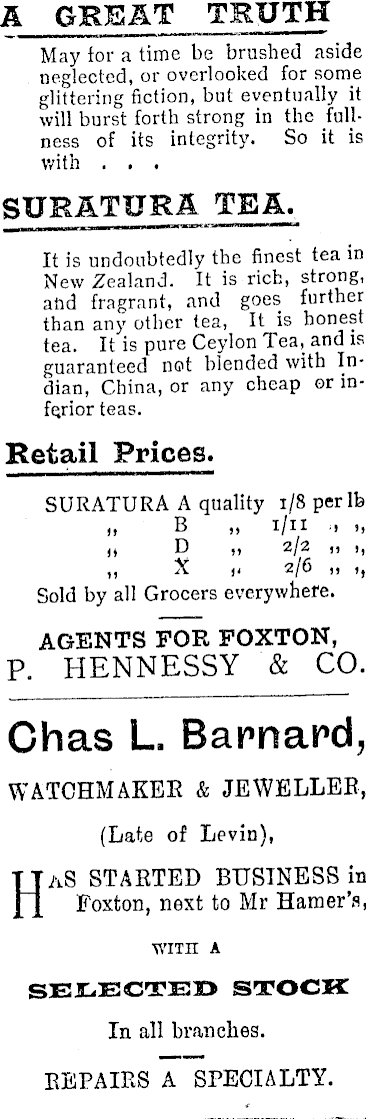 A GREAT TRUTH
May for a time be brushed aside
neglected, or overlooked for some
glittering fiction, but eventually it
will burst forth strong in the full-
ness of its integrity. So it is
with . . .
SURATURA TEA.
It is undoubtedly the finest tea in
New Zealand. It is rich, strong,
and fragrant, and goes further
than any other tea, It is honest
tea. It is pure Ceylon Tea, and is
guaranteed not blended with In-
dian, China, or any cheap or in-
ferior teas.
Retail Prices.
SURATURA A quality 1/8 per lb
„ B „ 1/11 „ „
„ D „ 2/2 „ „
„ X „ 2/6 „ „
Sold by all Grocers everywhere.
AGENTS FOR FOXTON,
P. HENNESSY & CO.
Chas L. Barnard,
WATCHMAKER & JEWELLER,
(Late of Levin),
HAS STARTED BUSINESS in
Foxton, next to Mr Hamer's,
WITH A
SELECTED STOCK
In all branches.
REPAIRS A SPECIALTY.